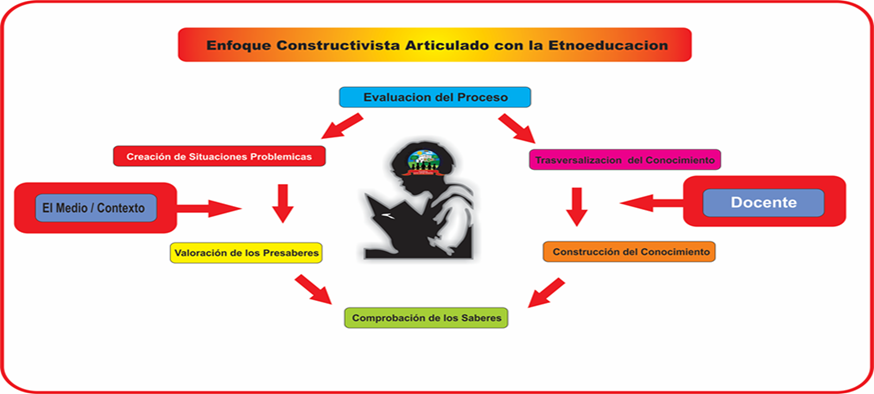 Enfoque Constructivista Articulado con la Etnoeducacion
Evaluacion del Proceso
Creación de Situaciones Problemicas
Trasversalizacion del Conocimiento
El Medio / Contexto
Docente
Valoración de los Presaberes
Construcción del Conocimiento
Comprobación de los Saberes